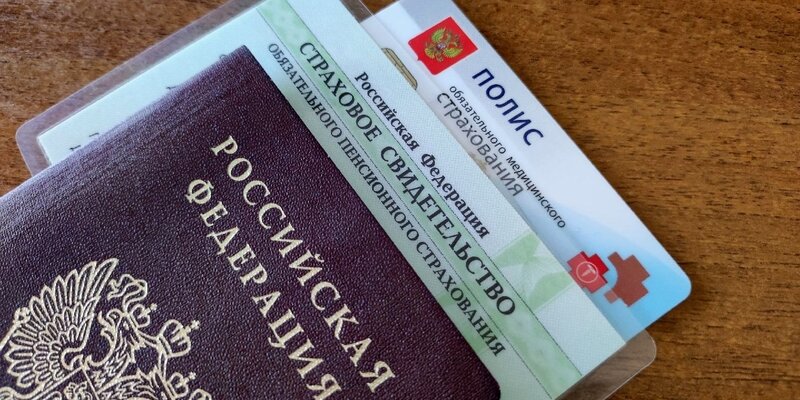 РОССИЙСКАЯ
ФЕДЕРАЦИЯ
Российская Федерация
СТРАХОВОЕ СВИДЕТЕЛЬСТВО
ОБЯЗАТЕЛЬНОГО ПЕНСИОННОГО СТРАХОВАНИЯ
ПОЛИС
обязательного медицинского
страхования